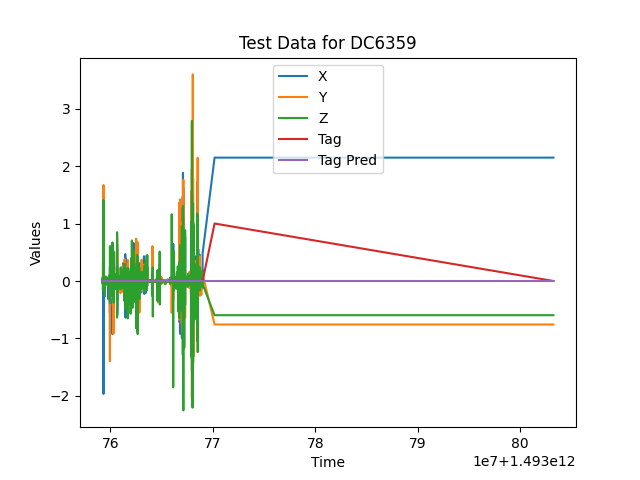 Test Data for DC6359
X
Y
Z
Tag
Tag Pred
Values
3
2
1
0
−1
−2
76
77
78
79
80
Time
1e7+1.493e12